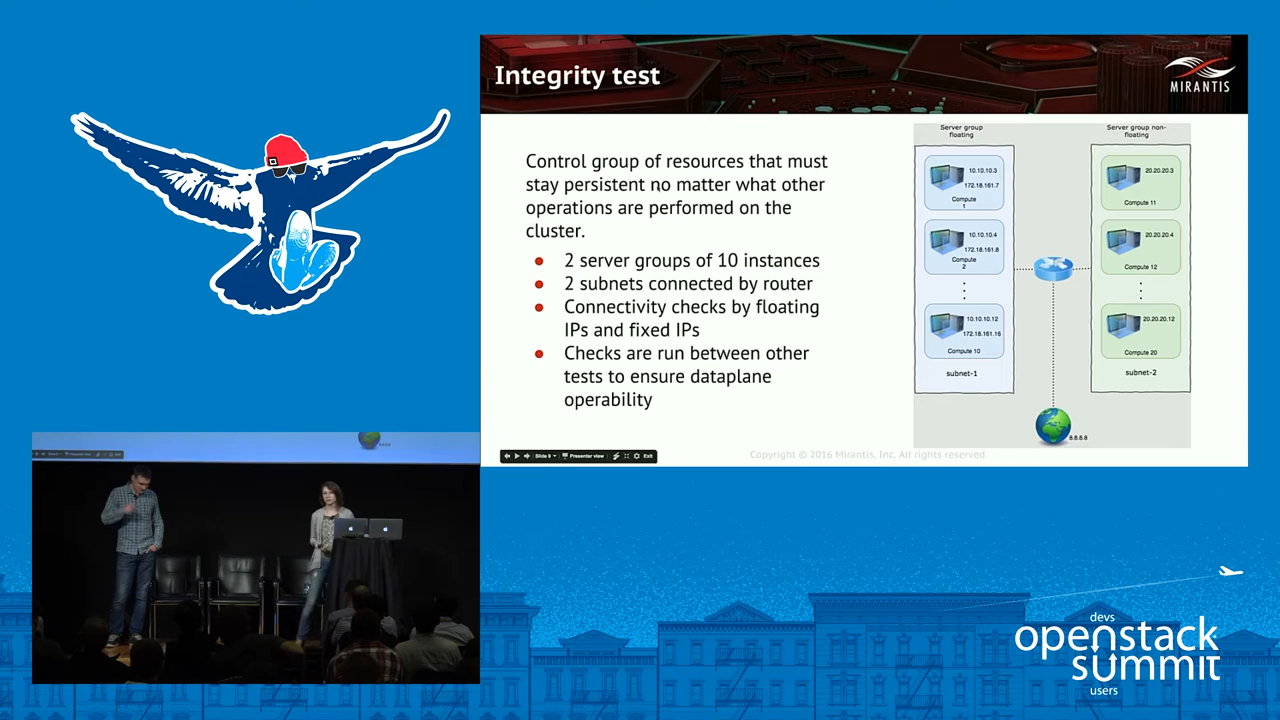 Integrity test
MIRANTIS
Control group of resources that must
stay persistent no matter what other
operations are performed on the
cluster.
2 server groups of 10 instances
2 subnets connected by router
Connectivity checks by floating
IPs and fixed IPs
Checks are run between other
tests to ensure dataplane
operability
Server group
floating
10.10.10.3
172.18.161.7
Compute
1
10.10.10.4
172.18.161.8
Compute
2
10.10.10.12
172.18.161.16
Compute 10
subnet-1
Server group non-
floating
20.20.20.3
Compute 11
20.20.20.4
Compute 12
20.20.20.12
Compute 20
subnet-2
8.8.8.8
Slide 9
Presenter view
Exit
Copyright © 2016 Mirantis, Inc. All rights reserved
devs
openstack
summit
users